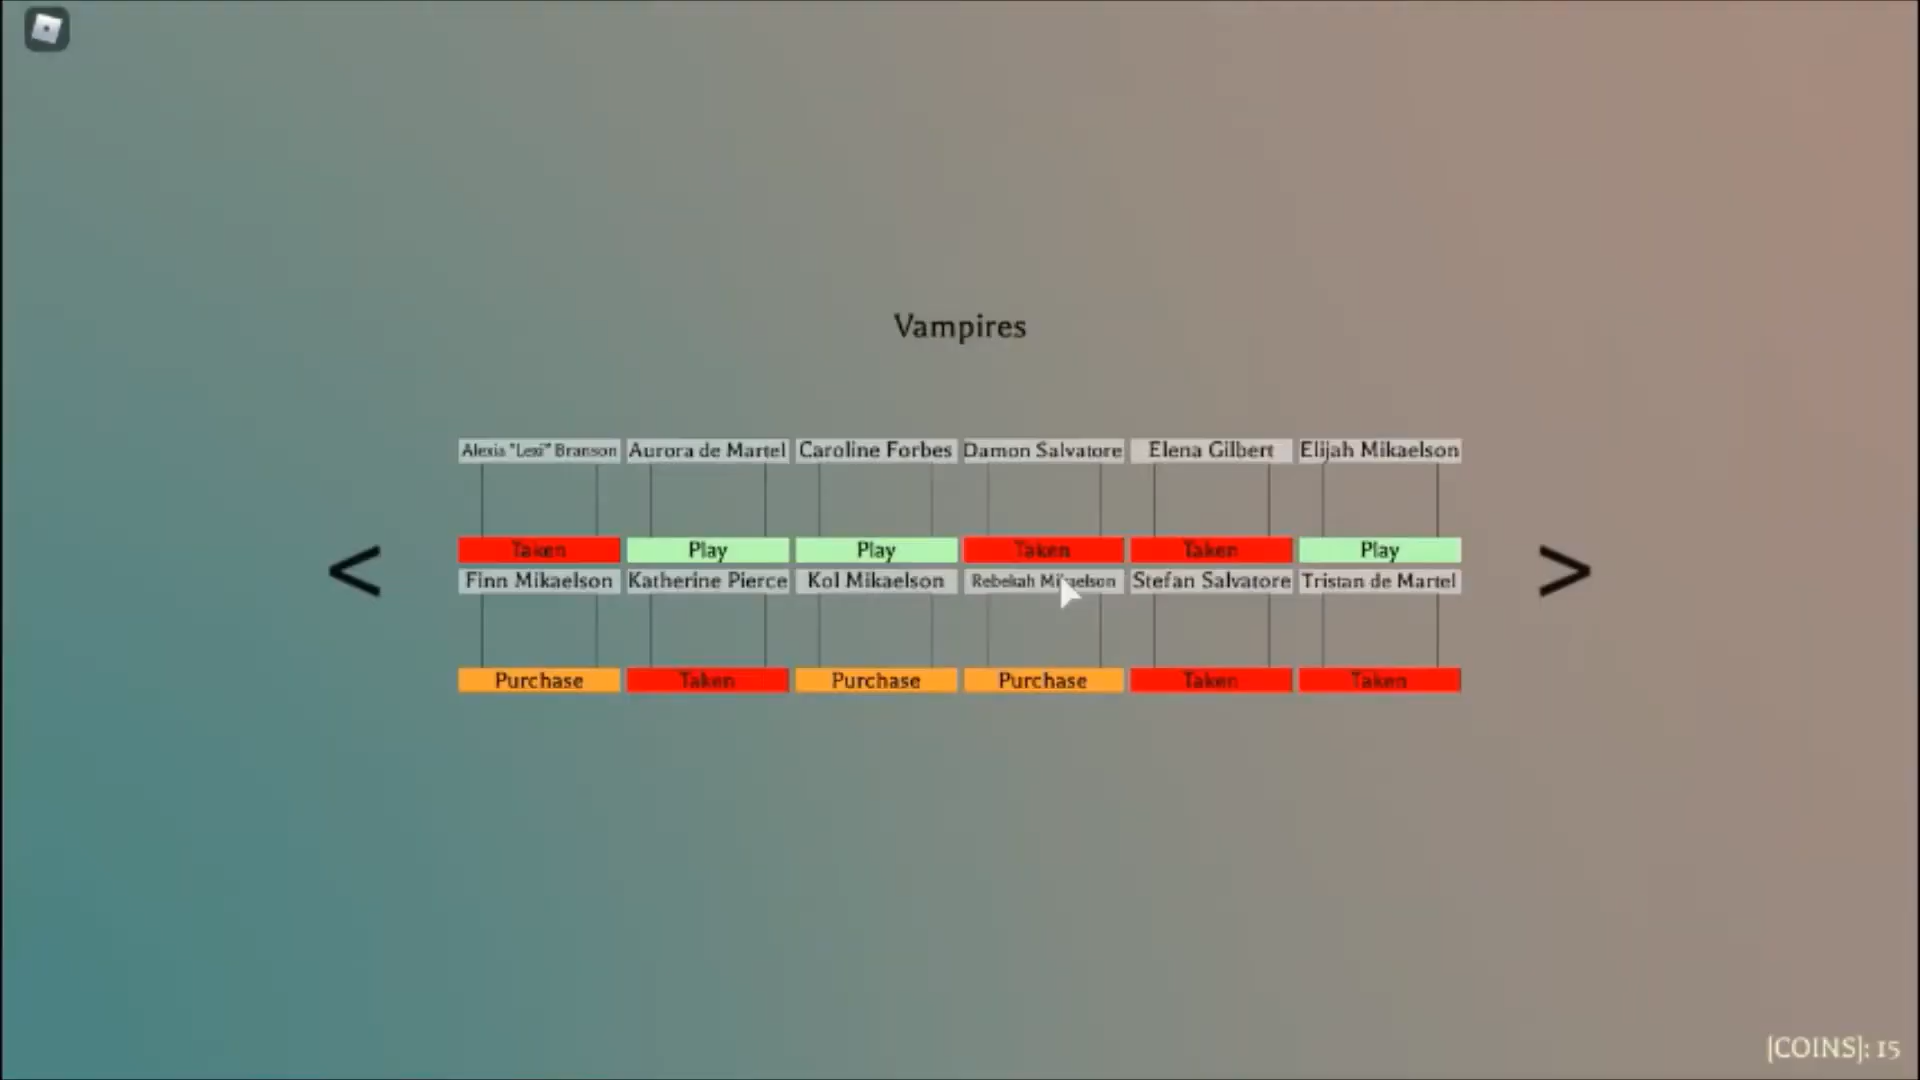 Vampires
Alexia "Lexi" Branson Aurora de Martel Caroline Forbes Damon Salvatore Elena Gilbert Elijah Mikaelson
Taken Play Play Taken Taken Play
Finn Mikaelson Katherine Pierce Kol Mikaelson Rebekah Mikaelson Stefan Salvatore Tristan de Martel
< >
Purchase Taken Purchase Purchase Taken Taken
[COINS]: 15